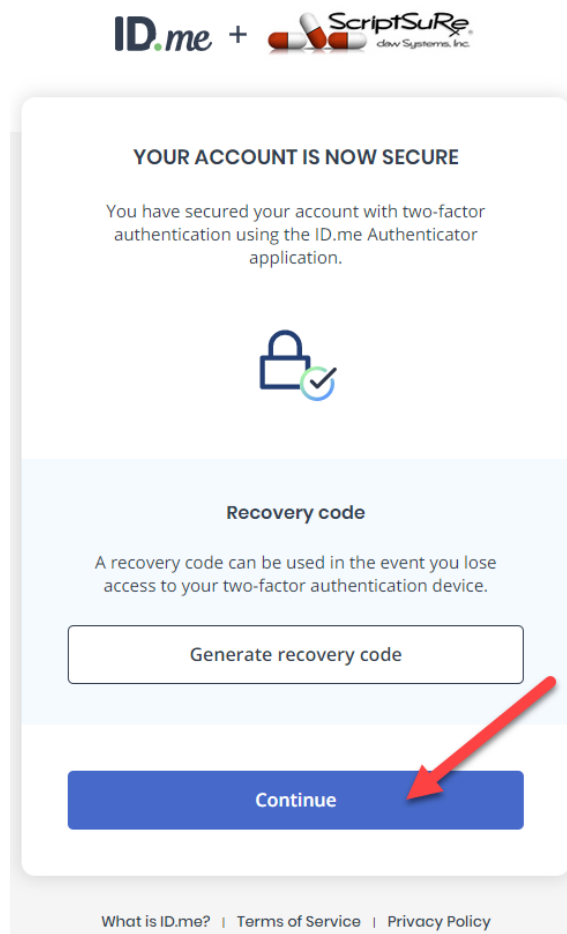 ID.me + ScriptSuRx
daw Systems, Inc.
YOUR ACCOUNT IS NOW SECURE
You have secured your account with two-factor
authentication using the ID.me Authenticator
application.
Recovery code
A recovery code can be used in the event you lose
access to your two-factor authentication device.
Generate recovery code
Continue
What is ID.me? | Terms of Service | Privacy Policy